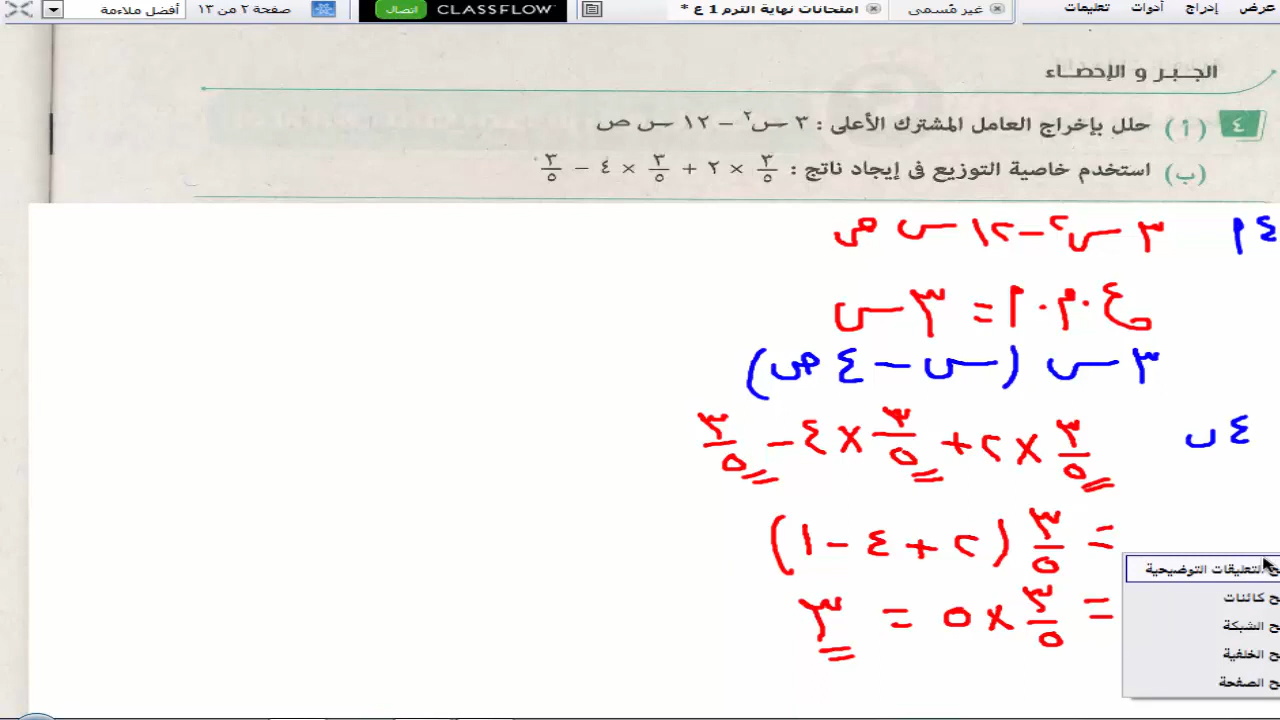 عرض إدراج أدوات تعليمات
غير مُسمى
امتحانات نهاية الترم 1 ع *
CLASSFLOW
اتصال
صفحة ٢ من ١٣
أفضل ملاءمة
الجـبـر و الإحصـاء
٤ (أ) حلل بإخراج العامل المشترك الأعلى : ٣ س٢ – ١٢ س ص
(ب) استخدم خاصية التوزيع فى إيجاد ناتج : ٣/٥ × ٢ + ٣/٥ × ٤ – ٣/٥
٤ أ ٣ س٢ – ١٢ س ص
ع.م.أ = ٣ س
٣ س (س – ٤ ص)
٤ ب ٣/٥ × ٢ + ٣/٥ × ٤ – ٣/٥
= ٣/٥ (٢ + ٤ – ١)
= ٣/٥ × ٥ = ٣
التعليقات التوضيحية
كائنات
الشبكة
الخلفية
الصفحة